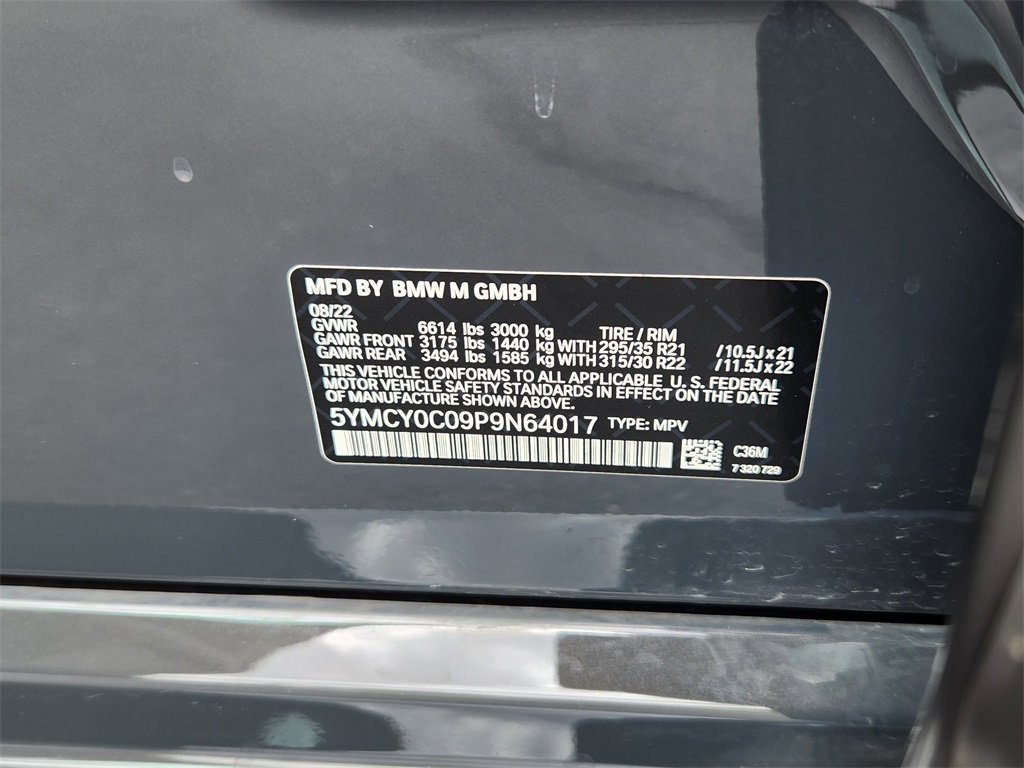 MFD BY BMW M GMBH
08/22
GVWR 6614 lbs 3000 kg TIRE / RIM
GAWR FRONT 3175 lbs 1440 kg WITH 295/35 R21 /10.5J x 21
GAWR REAR 3494 lbs 1585 kg WITH 315/30 R22 /11.5J x 22
THIS VEHICLE CONFORMS TO ALL APPLICABLE U. S. FEDERAL
MOTOR VEHICLE SAFETY STANDARDS IN EFFECT ON THE DATE
OF MANUFACTURE SHOWN ABOVE.
5YMCY0C09P9N64017 TYPE: MPV
C36M
7 320 729